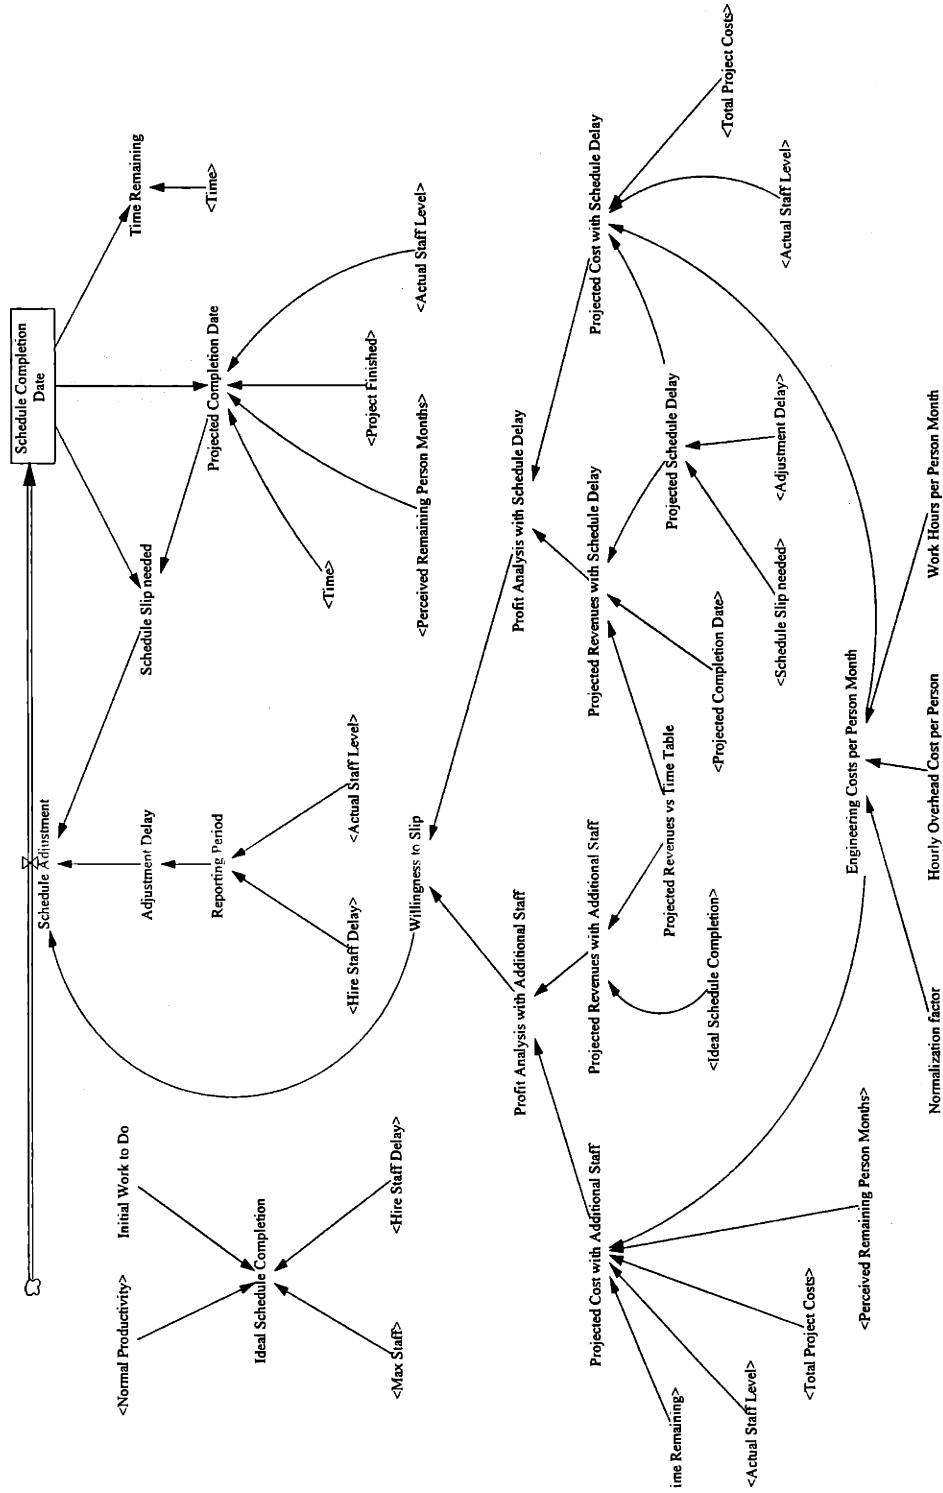 Schedule Completion
Date
Schedule Adjustment
Time Remaining
<Time>
Schedule Slip needed
Projected Completion Date
<Actual Staff Level>
<Project Finished>
<Perceived Remaining Person Months>
<Time>
Adjustment Delay
Reporting Period
<Actual Staff Level>
<Hire Staff Delay>
Willingness to Slip
Initial Work to Do
<Normal Productivity>
Ideal Schedule Completion
<Hire Staff Delay>
<Max Staff>
Profit Analysis with Additional Staff
Profit Analysis with Schedule Delay
Projected Cost with Additional Staff
Projected Revenues with Additional Staff
Projected Revenues with Schedule Delay
Projected Cost with Schedule Delay
<Total Project Costs>
<Actual Staff Level>
Projected Schedule Delay
<Adjustment Delay>
<Schedule Slip needed>
<Projected Completion Date>
Projected Revenues vs Time Table
<Ideal Schedule Completion>
ime Remaining>
<Actual Staff Level>
<Total Project Costs>
<Perceived Remaining Person Months>
Engineering Costs per Person Month
Normalization factor
Hourly Overhead Cost per Person
Work Hours per Person Month